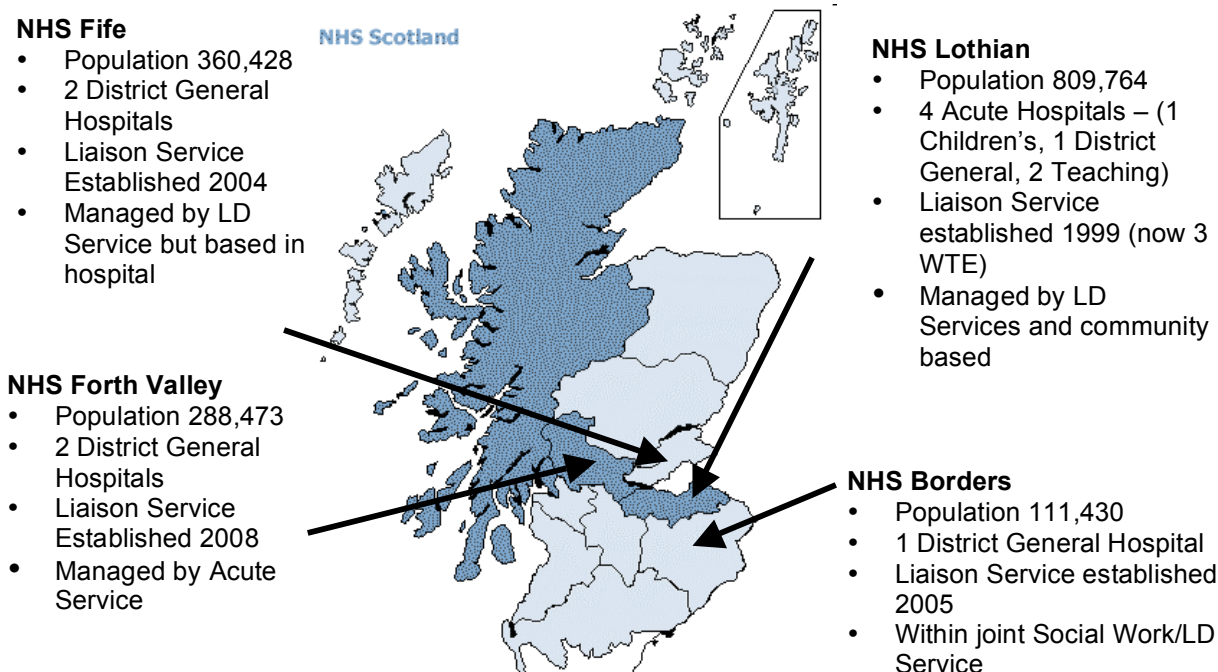 NHS Fife
• Population 360,428
• 2 District General
Hospitals
• Liaison Service
Established 2004
• Managed by LD
Service but based in
hospital
NHS Scotland
NHS Lothian
• Population 809,764
• 4 Acute Hospitals – (1
Children's, 1 District
General, 2 Teaching)
• Liaison Service
established 1999 (now 3
WTE)
• Managed by LD
Services and community
based
NHS Forth Valley
• Population 288,473
• 2 District General
Hospitals
• Liaison Service
Established 2008
• Managed by Acute
Service
NHS Borders
• Population 111,430
• 1 District General Hospital
• Liaison Service established
2005
• Within joint Social Work/LD
Service